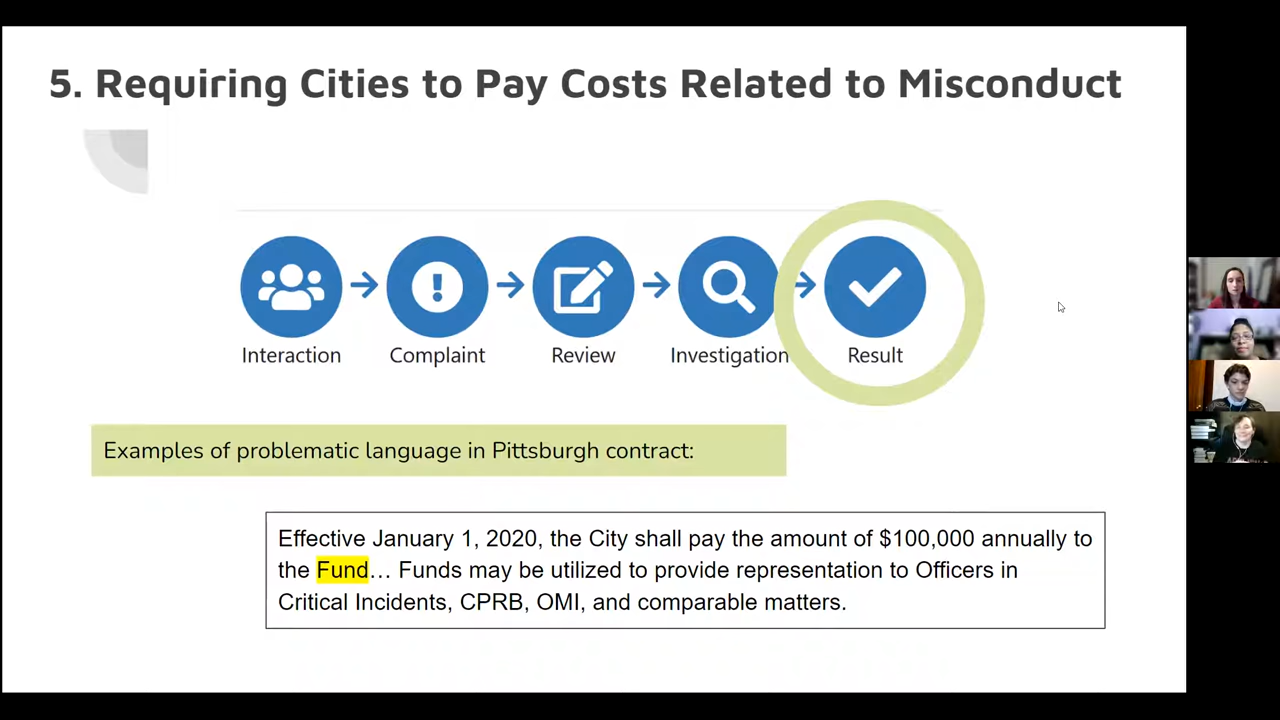 5. Requiring Cities to Pay Costs Related to Misconduct
Interaction
Complaint
Review
Investigation
Result
Examples of problematic language in Pittsburgh contract:
Effective January 1, 2020, the City shall pay the amount of $100,000 annually to
the Fund… Funds may be utilized to provide representation to Officers in
Critical Incidents, CPRB, OMI, and comparable matters.